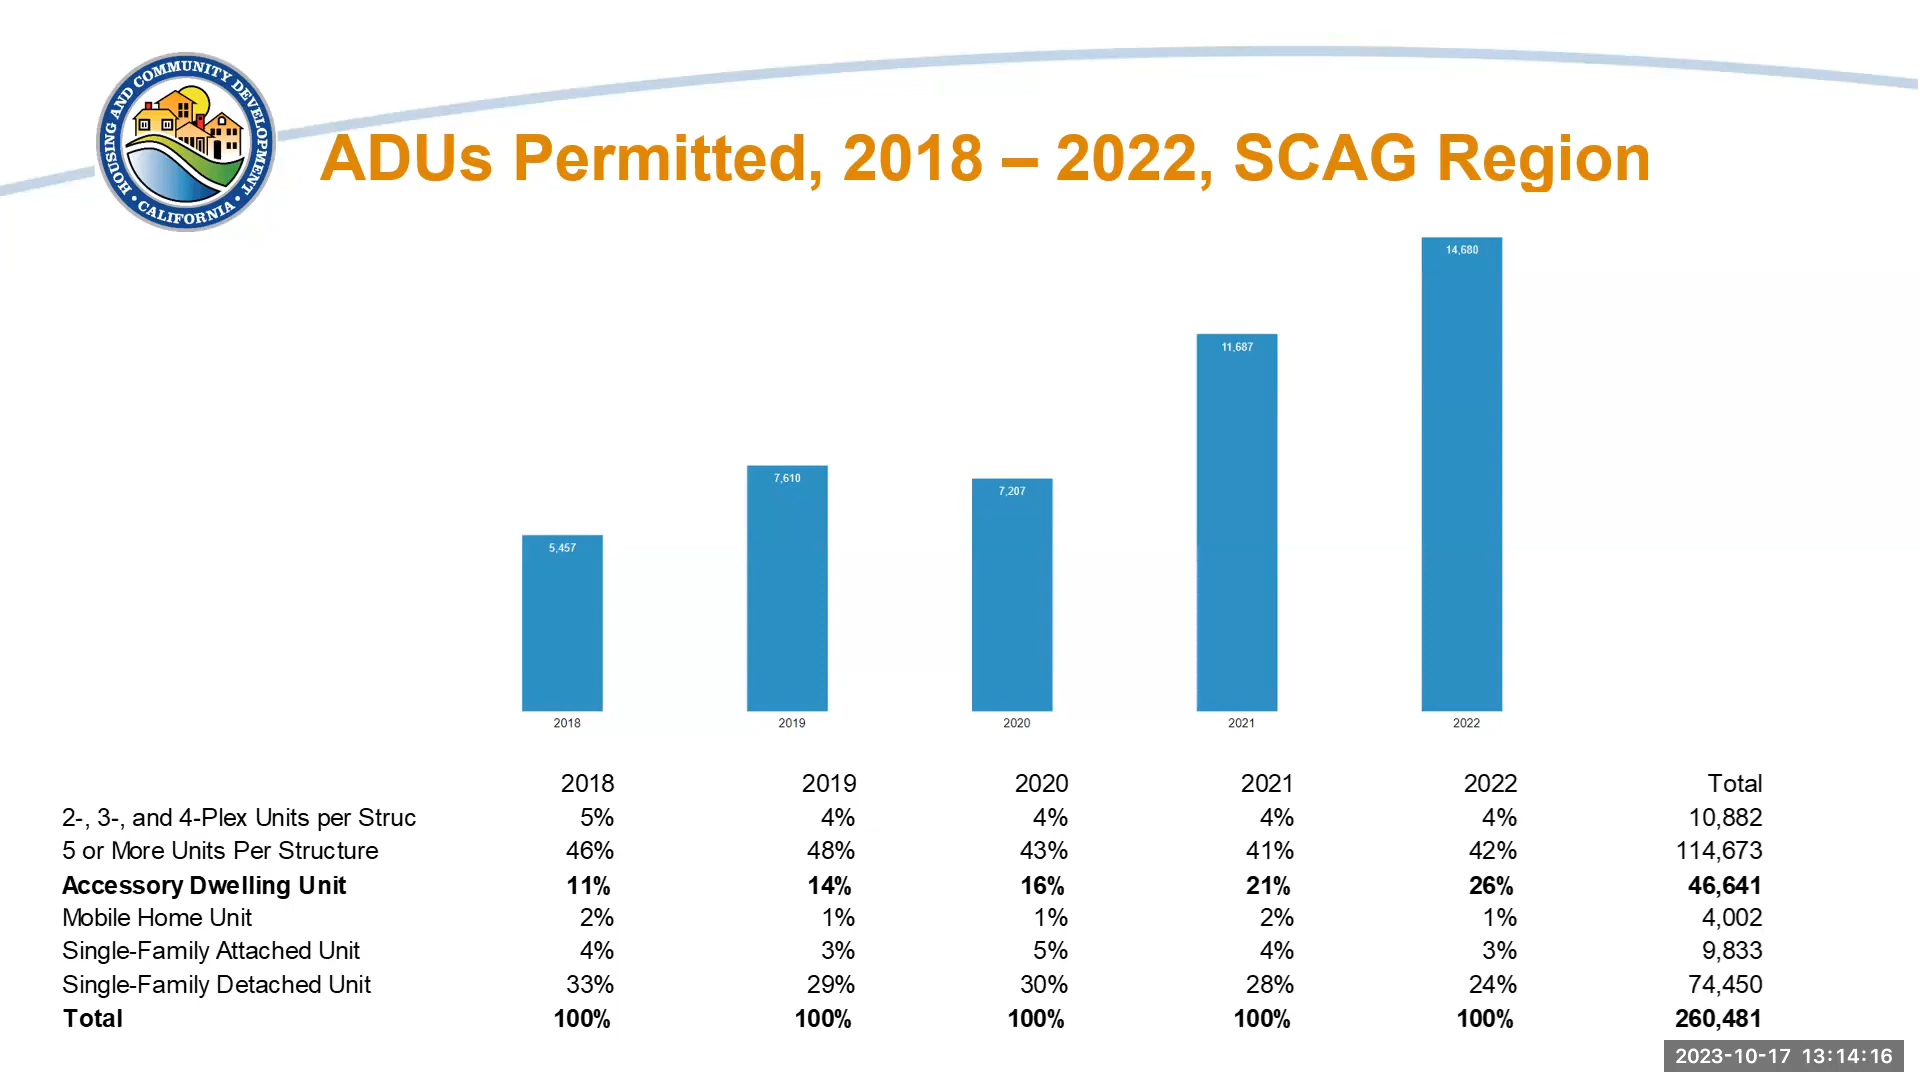 HOUSING AND COMMUNITY DEVELOPMENT
• CALIFORNIA •
ADUs Permitted, 2018 – 2022, SCAG Region
5,457
7,610
7,207
11,687
14,680
2018 2019 2020 2021 2022
2018 2019 2020 2021 2022 Total
2-, 3-, and 4-Plex Units per Struc 5% 4% 4% 4% 4% 10,882
5 or More Units Per Structure 46% 48% 43% 41% 42% 114,673
Accessory Dwelling Unit 11% 14% 16% 21% 26% 46,641
Mobile Home Unit 2% 1% 1% 2% 1% 4,002
Single-Family Attached Unit 4% 3% 5% 4% 3% 9,833
Single-Family Detached Unit 33% 29% 30% 28% 24% 74,450
Total 100% 100% 100% 100% 100% 260,481
2023-10-17 13:14:16